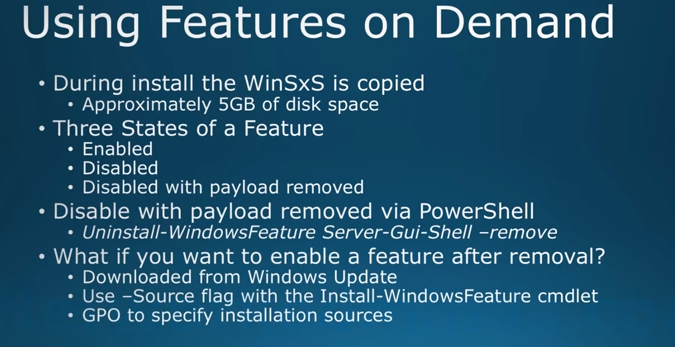 Using Features on Demand
• During install the WinSxS is copied
• Approximately 5GB of disk space
• Three States of a Feature
• Enabled
• Disabled
• Disabled with payload removed
• Disable with payload removed via PowerShell
• Uninstall-WindowsFeature Server-Gui-Shell –remove
• What if you want to enable a feature after removal?
• Downloaded from Windows Update
• Use –Source flag with the Install-WindowsFeature cmdlet
• GPO to specify installation sources